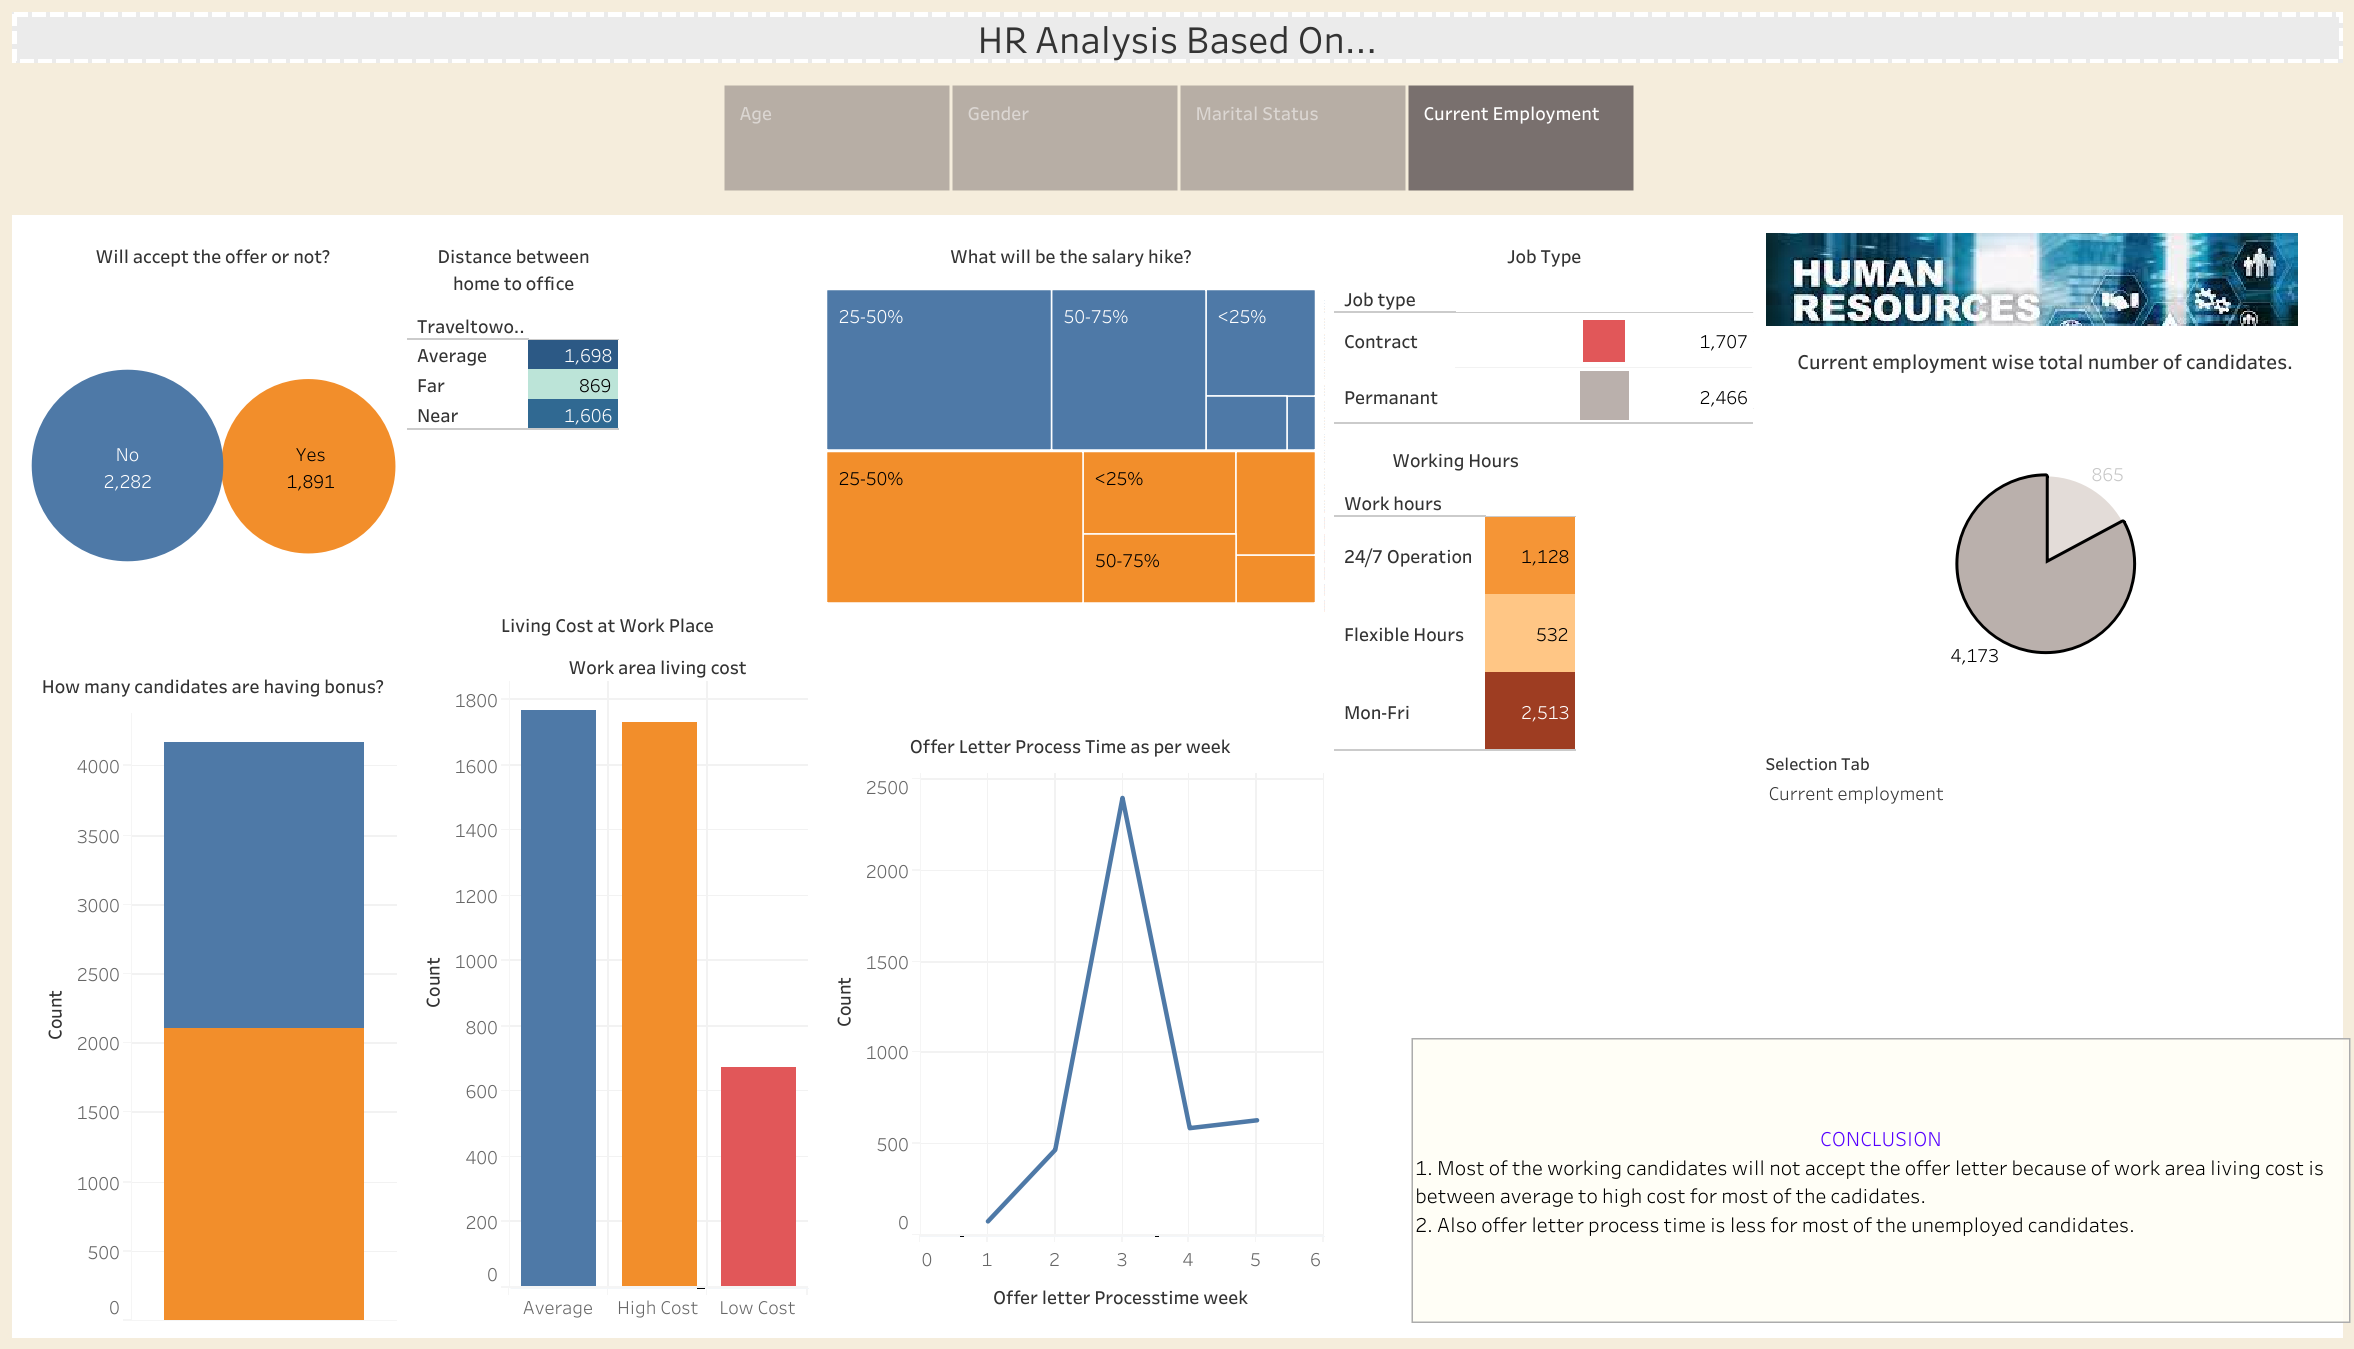 HR Analysis Based On...
Age
Gender
Marital Status
Current Employment
Will accept the offer or not?
No
2,282
Yes
1,891
Distance between
home to office
Traveltowo..
Average 1,698
Far 869
Near 1,606
What will be the salary hike?
25-50%
50-75%
<25%
25-50%
<25%
50-75%
Job Type
Job type
Contract 1,707
Permanant 2,466
Working Hours
Work hours
24/7 Operation 1,128
Flexible Hours 532
Mon-Fri 2,513
HUMAN
RESOURCES
Current employment wise total number of candidates.
865
4,173
Selection Tab
Current employment
How many candidates are having bonus?
Count
4000
3500
3000
2500
2000
1500
1000
500
0
Living Cost at Work Place
Work area living cost
Count
1800
1600
1400
1200
1000
800
600
400
200
0
Average High Cost Low Cost
Offer Letter Process Time as per week
Count
2500
2000
1500
1000
500
0
0 1 2 3 4 5 6
Offer letter Processtime week
CONCLUSION
1. Most of the working candidates will not accept the offer letter because of work area living cost is
between average to high cost for most of the cadidates.
2. Also offer letter process time is less for most of the unemployed candidates.